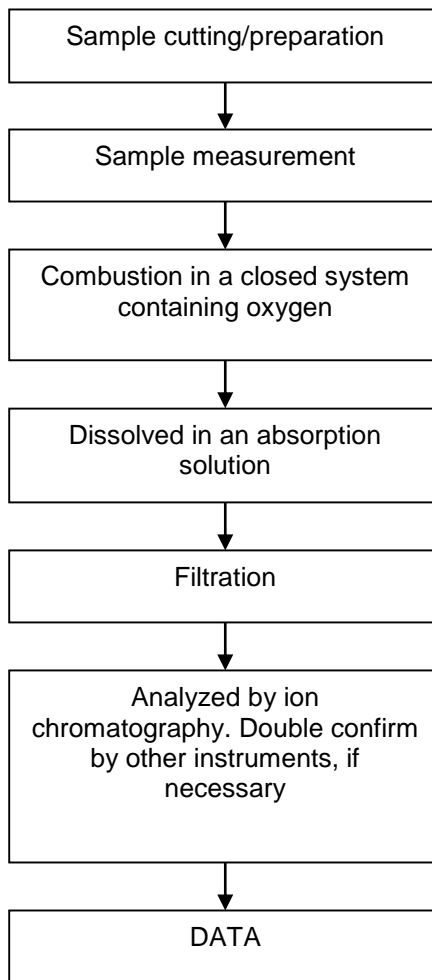 Sample cutting/preparation
Sample measurement
Combustion in a closed system
containing oxygen
Dissolved in an absorption
solution
Filtration
Analyzed by ion
chromatography. Double confirm
by other instruments, if
necessary
DATA